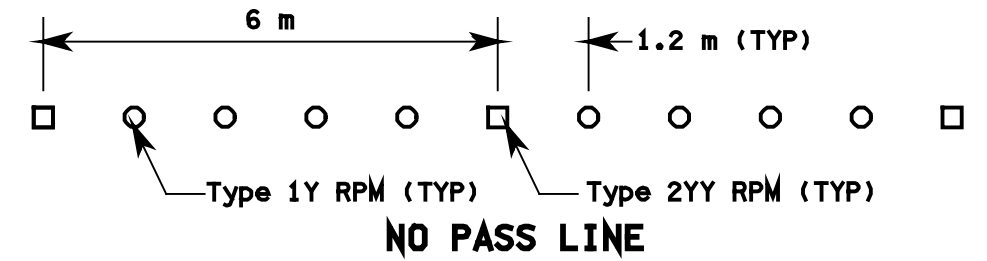 6 m
1.2 m (TYP)
Type 1Y RPM (TYP)
Type 2YY RPM (TYP)
NO PASS LINE